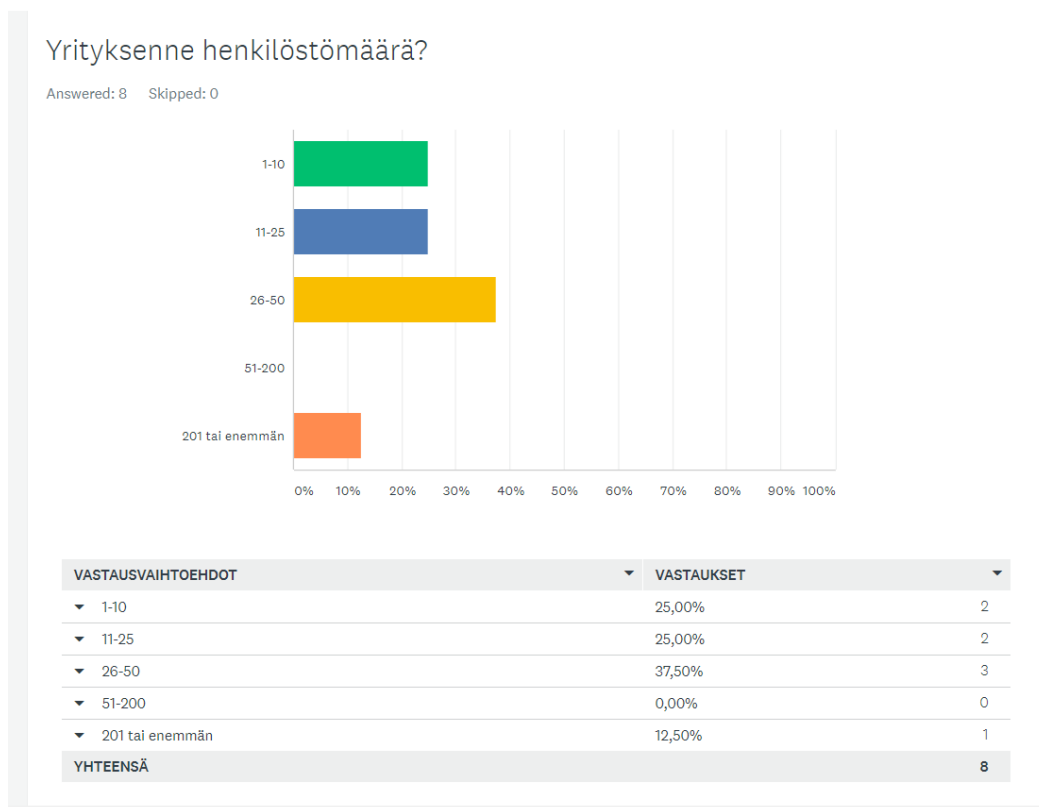 Yrityksenne henkilöstömäärä?
Answered: 8 Skipped: 0
1-10
11-25
26-50
51-200
201 tai enemmän
0% 10% 20% 30% 40% 50% 60% 70% 80% 90% 100%
VASTAUSVAIHTOEHDOT VASTAUKSET
1-10 25,00% 2
11-25 25,00% 2
26-50 37,50% 3
51-200 0,00% 0
201 tai enemmän 12,50% 1
YHTEENSÄ 8